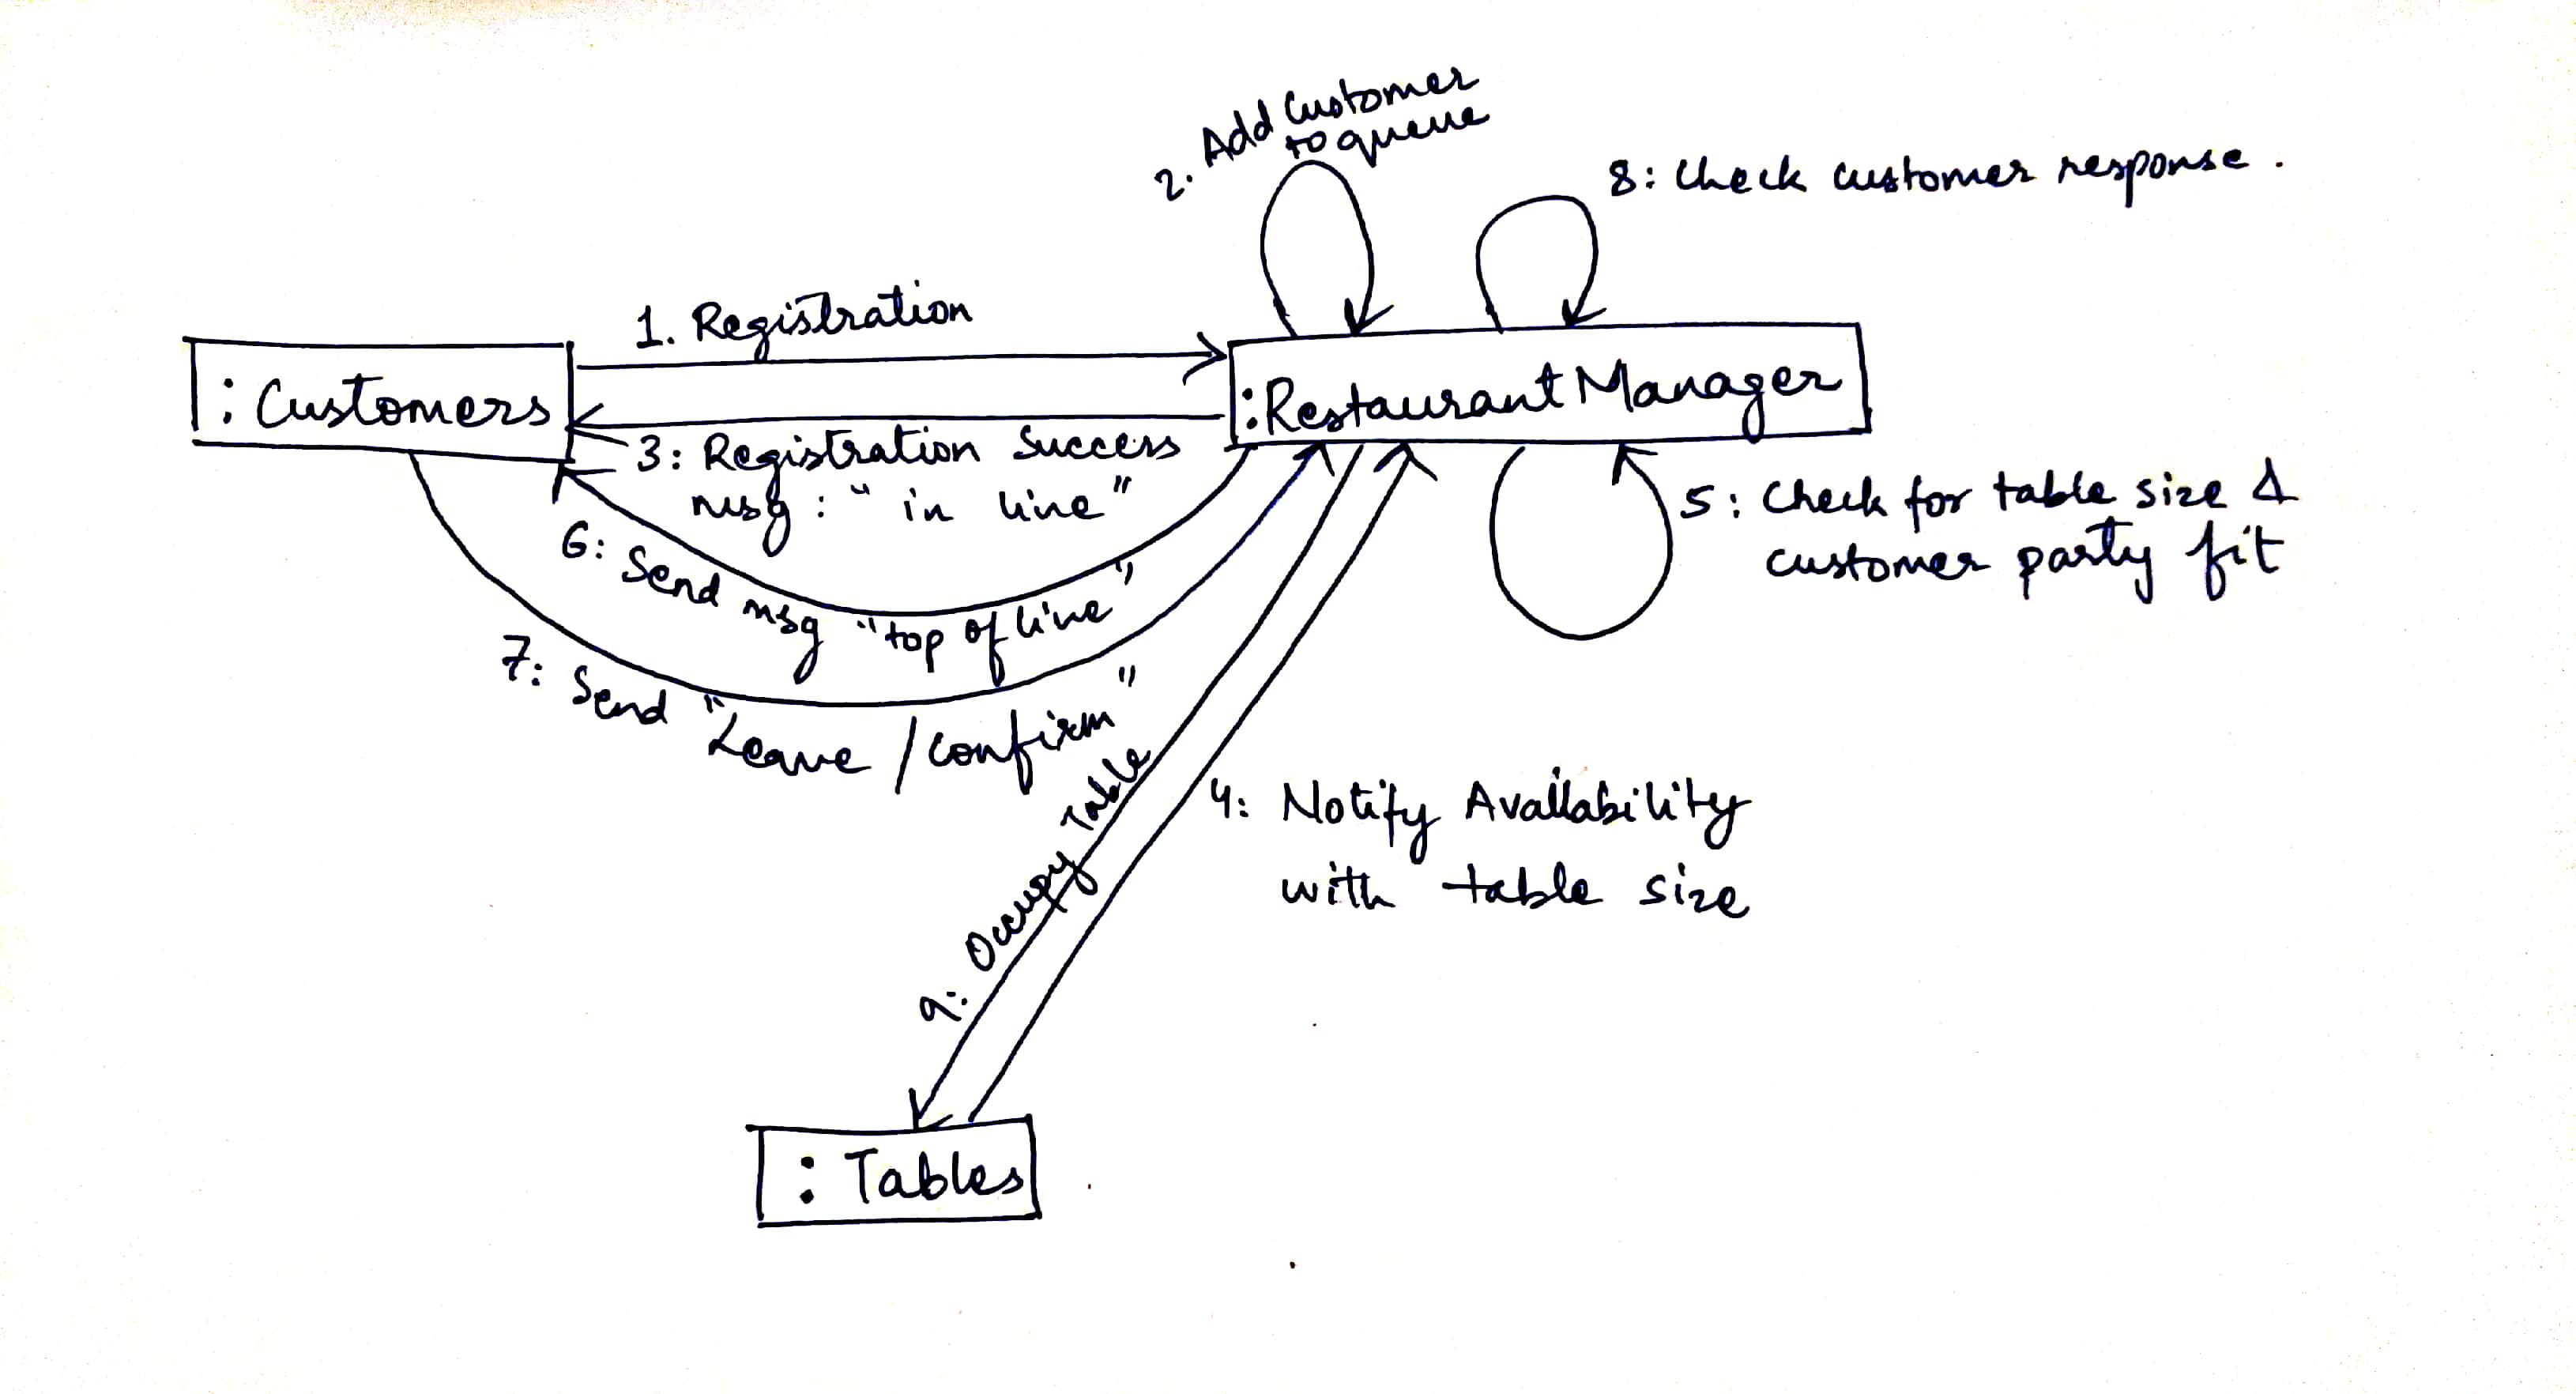 2. Add Customer
to queue
8: Check customer response.
1. Registration
:Customers
:RestaurantManager
3: Registration Success
msg: "in line"
5: Check for table size &
customer party fit
6: Send msg "top of line"
7: Send "Leave / confirm"
9: Occupy Table
4: Notify Availability
with table size
: Tables